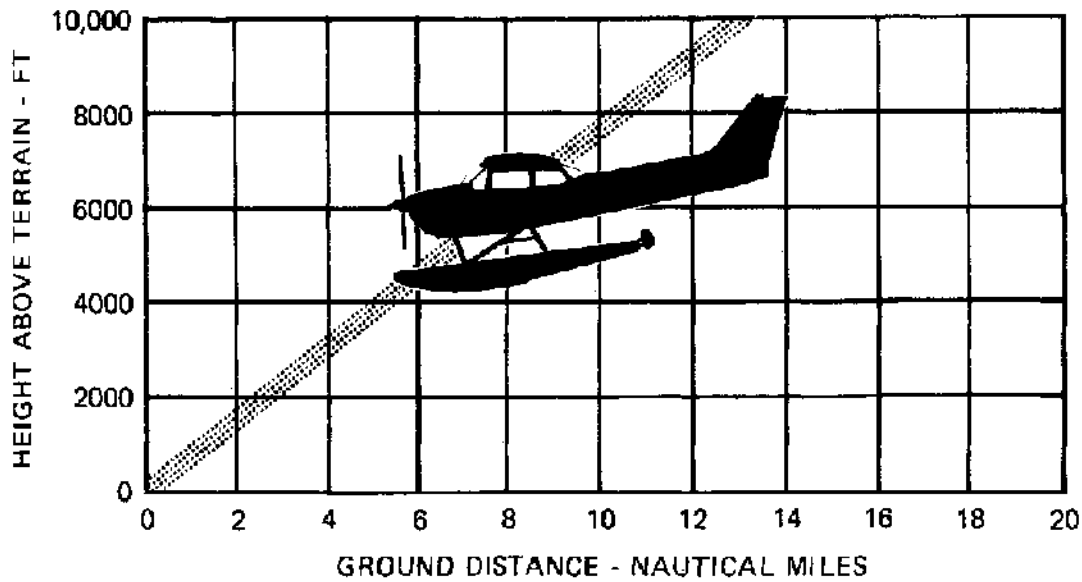 HEIGHT ABOVE TERRAIN - FT
10,000
8000
6000
4000
2000
0
0 2 4 6 8 10 12 14 16 18 20
GROUND DISTANCE - NAUTICAL MILES